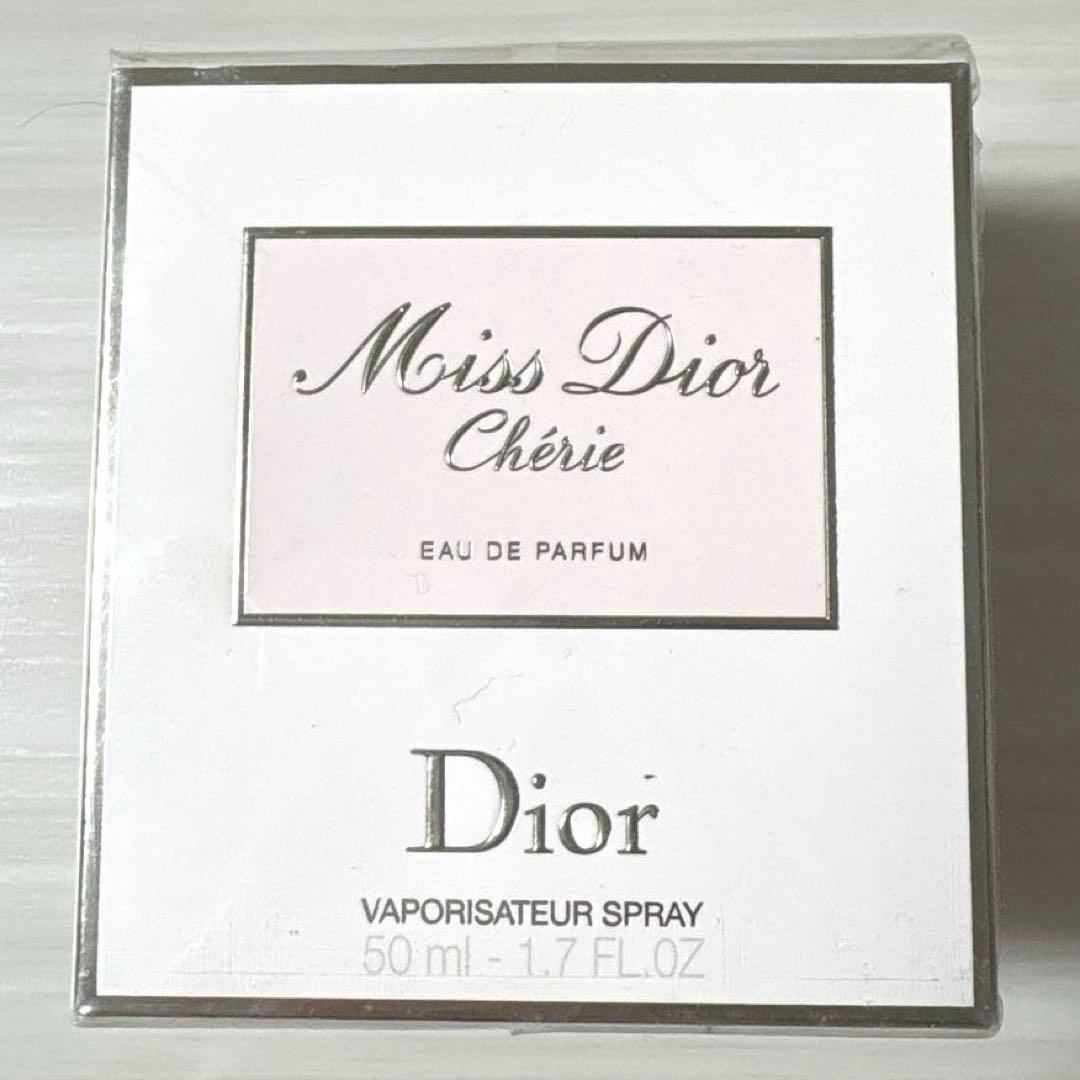 Miss Dior
Chérie
EAU DE PARFUM
Dior
VAPORISATEUR SPRAY
50 ml - 1.7 FL.OZ